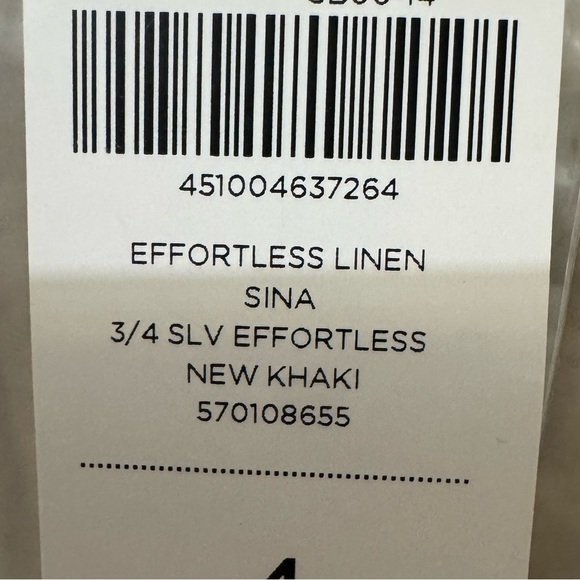 451004637264
EFFORTLESS LINEN
SINA
3/4 SLV EFFORTLESS
NEW KHAKI
570108655